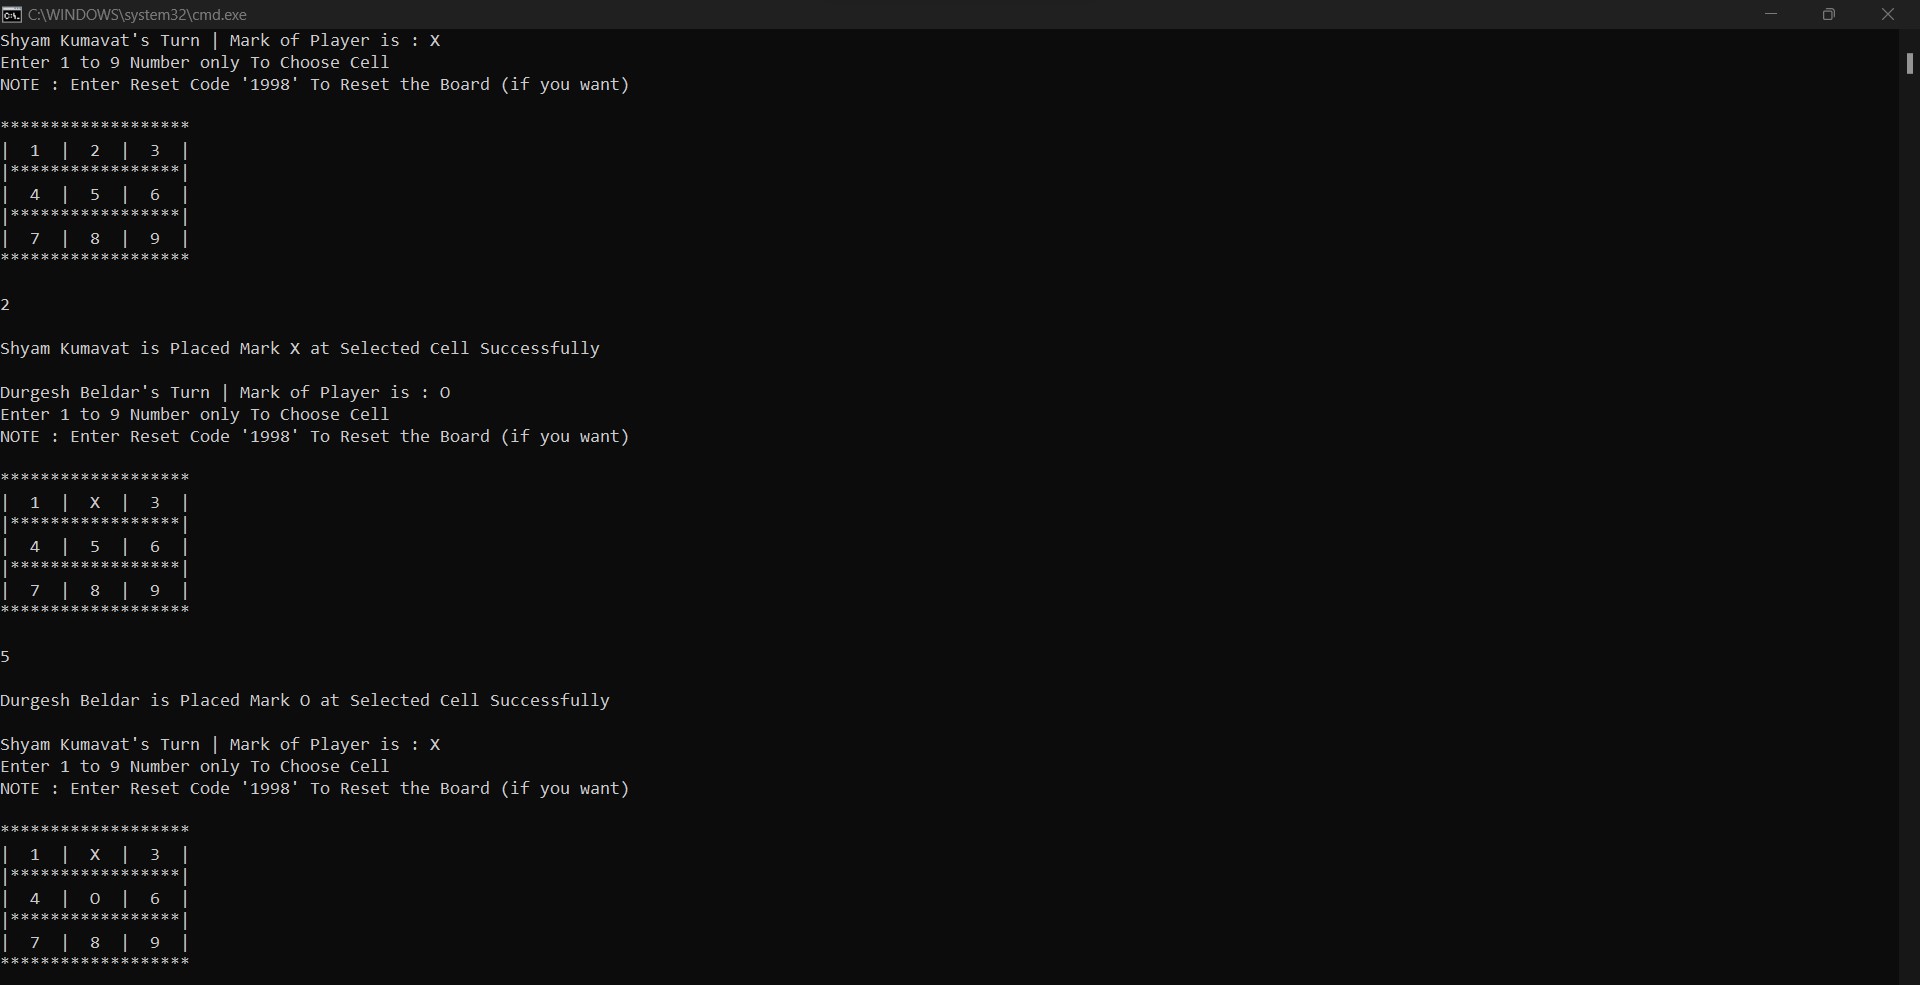 C:\WINDOWS\system32\cmd.exe
Shyam Kumavat's Turn | Mark of Player is : X
Enter 1 to 9 Number only To Choose Cell
NOTE : Enter Reset Code '1998' To Reset the Board (if you want)
*******************
|  1  |  2  |  3  |
|*****************|
|  4  |  5  |  6  |
|*****************|
|  7  |  8  |  9  |
*******************
2
Shyam Kumavat is Placed Mark X at Selected Cell Successfully
Durgesh Beldar's Turn | Mark of Player is : O
Enter 1 to 9 Number only To Choose Cell
NOTE : Enter Reset Code '1998' To Reset the Board (if you want)
*******************
|  1  |  X  |  3  |
|*****************|
|  4  |  5  |  6  |
|*****************|
|  7  |  8  |  9  |
*******************
5
Durgesh Beldar is Placed Mark O at Selected Cell Successfully
Shyam Kumavat's Turn | Mark of Player is : X
Enter 1 to 9 Number only To Choose Cell
NOTE : Enter Reset Code '1998' To Reset the Board (if you want)
*******************
|  1  |  X  |  3  |
|*****************|
|  4  |  O  |  6  |
|*****************|
|  7  |  8  |  9  |
*******************